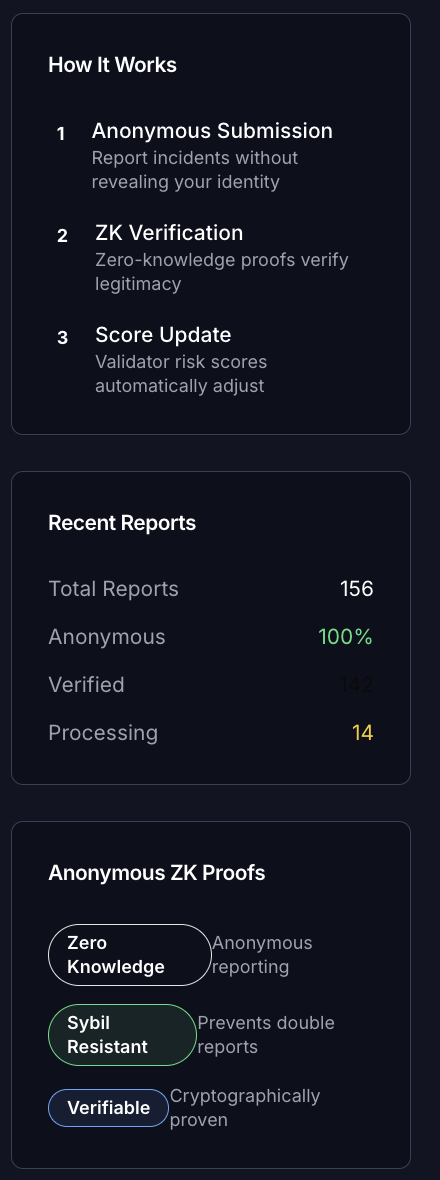 How It Works
1 Anonymous Submission
Report incidents without
revealing your identity
2 ZK Verification
Zero-knowledge proofs verify
legitimacy
3 Score Update
Validator risk scores
automatically adjust
Recent Reports
Total Reports 156
Anonymous 100%
Verified 142
Processing 14
Anonymous ZK Proofs
Zero Anonymous
Knowledge reporting
Sybil Prevents double
Resistant reports
Verifiable Cryptographically
proven